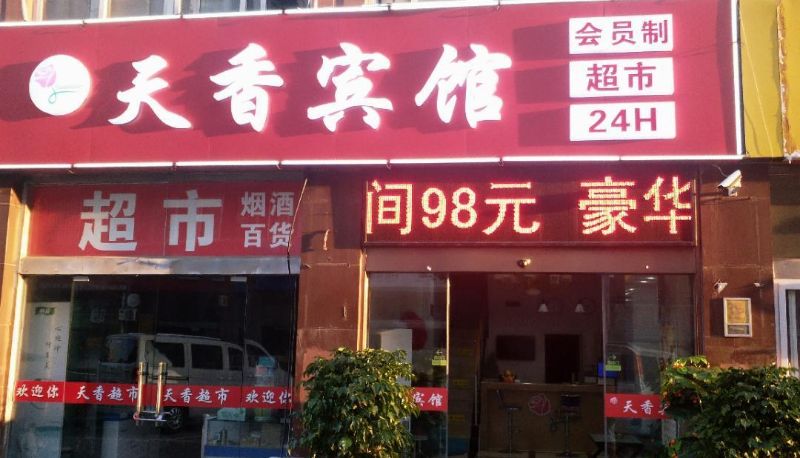 天香宾馆
会员制
超市
24H
超市
烟酒
百货
间98元 豪华
欢迎你 天香超市 天香超市 欢迎你
宾馆
天香宾